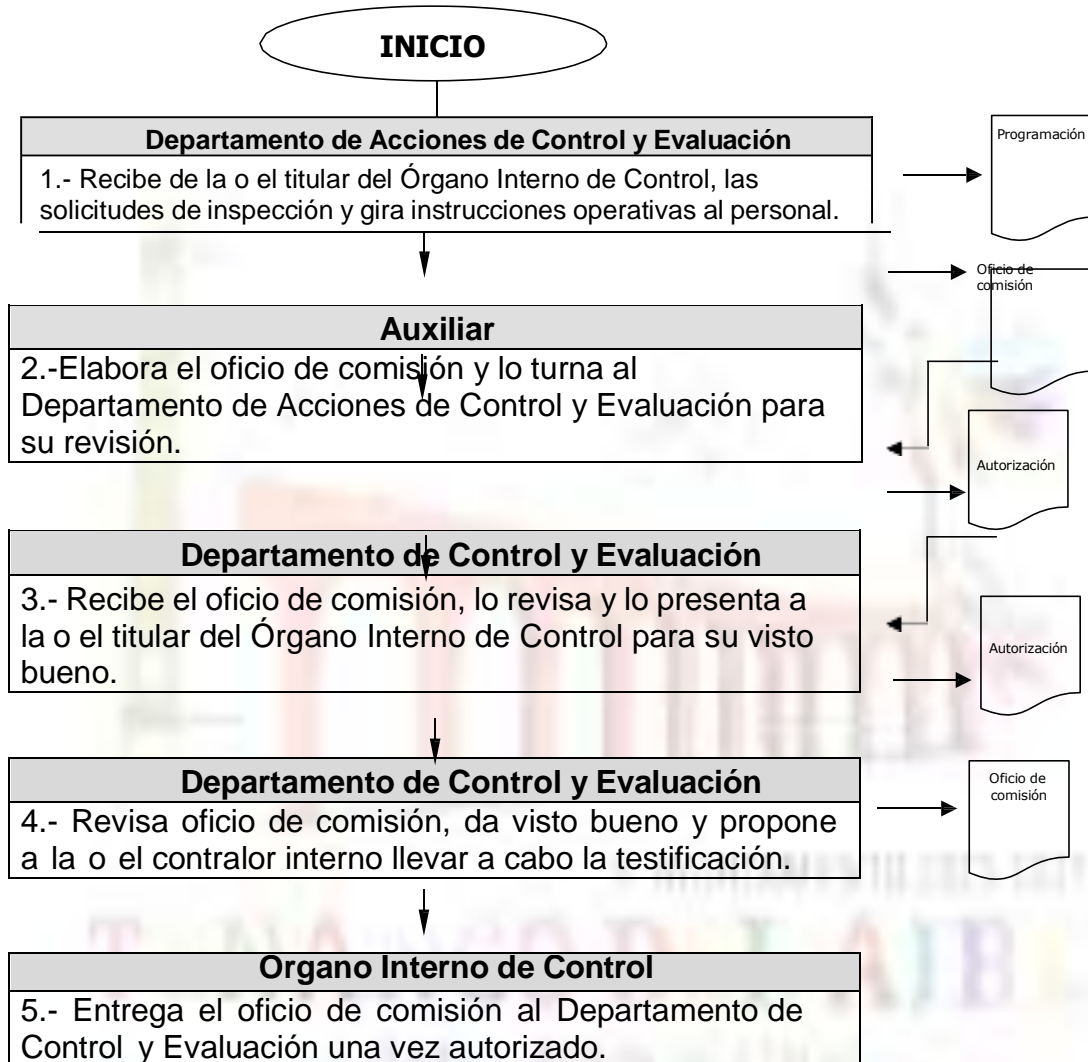 INICIO
Departamento de Acciones de Control y Evaluación
1.- Recibe de la o el titular del Órgano Interno de Control, las
solicitudes de inspección y gira instrucciones operativas al personal.
Programación
Oficio de
comisión
Auxiliar
2.-Elabora el oficio de comisión y lo turna al
Departamento de Acciones de Control y Evaluación para
su revisión.
Autorización
Departamento de Control y Evaluación
3.- Recibe el oficio de comisión, lo revisa y lo presenta a
la o el titular del Órgano Interno de Control para su visto
bueno.
Autorización
Departamento de Control y Evaluación
4.- Revisa oficio de comisión, da visto bueno y propone
a la o el contralor interno llevar a cabo la testificación.
Oficio de
comisión
Organo Interno de Control
5.- Entrega el oficio de comisión al Departamento de
Control y Evaluación una vez autorizado.